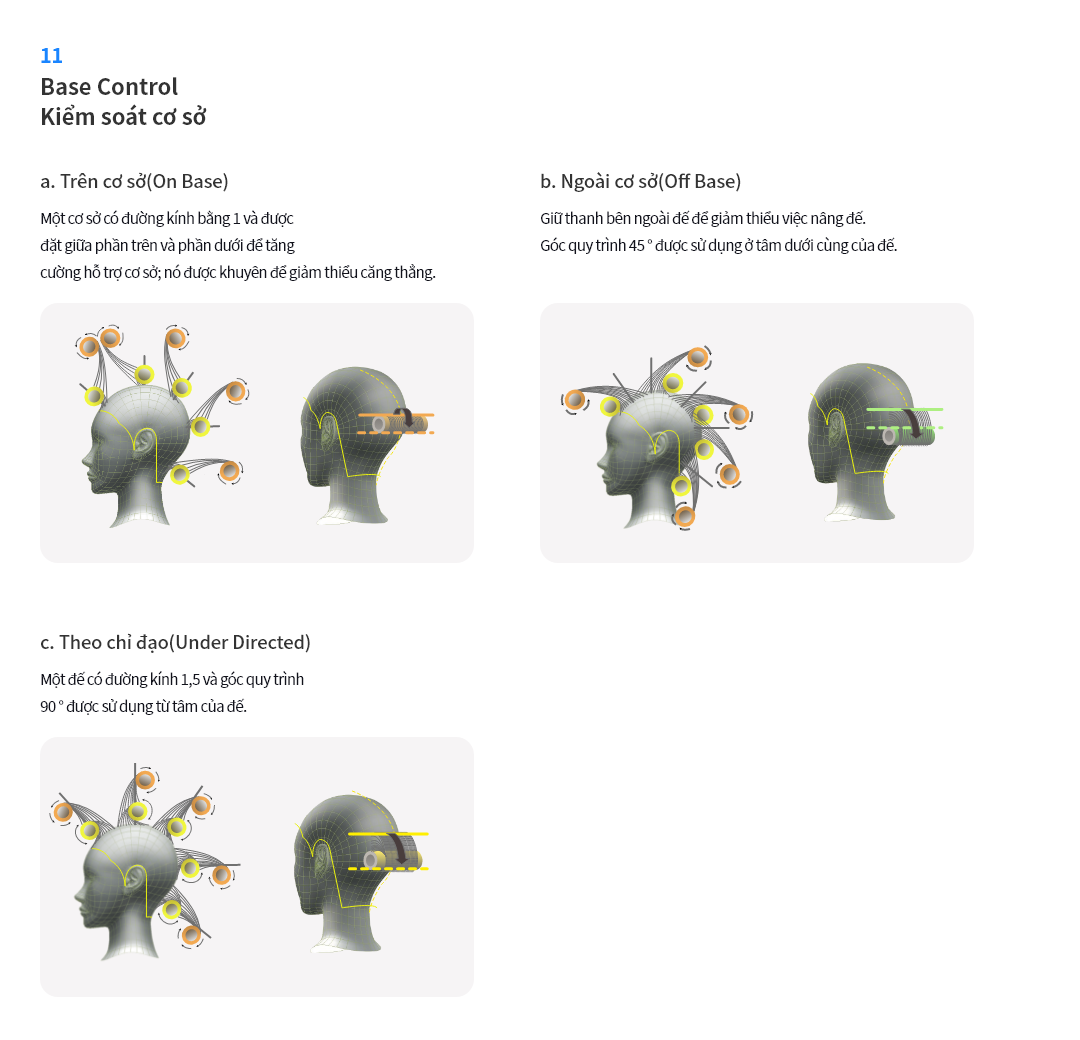 11
Base Control
Kiểm soát cơ sở
a. Trên cơ sở(On Base)
Một cơ sở có đường kính bằng 1 và được
đặt giữa phần trên và phần dưới để tăng
cường hỗ trợ cơ sở; nó được khuyên để giảm thiểu căng thẳng.
b. Ngoài cơ sở(Off Base)
Giữ thanh bên ngoài đế để giảm thiểu việc nâng đế.
Góc quy trình 45 ° được sử dụng ở tâm dưới cùng của đế.
c. Theo chỉ đạo(Under Directed)
Một đế có đường kính 1,5 và góc quy trình
90 ° được sử dụng từ tâm của đế.